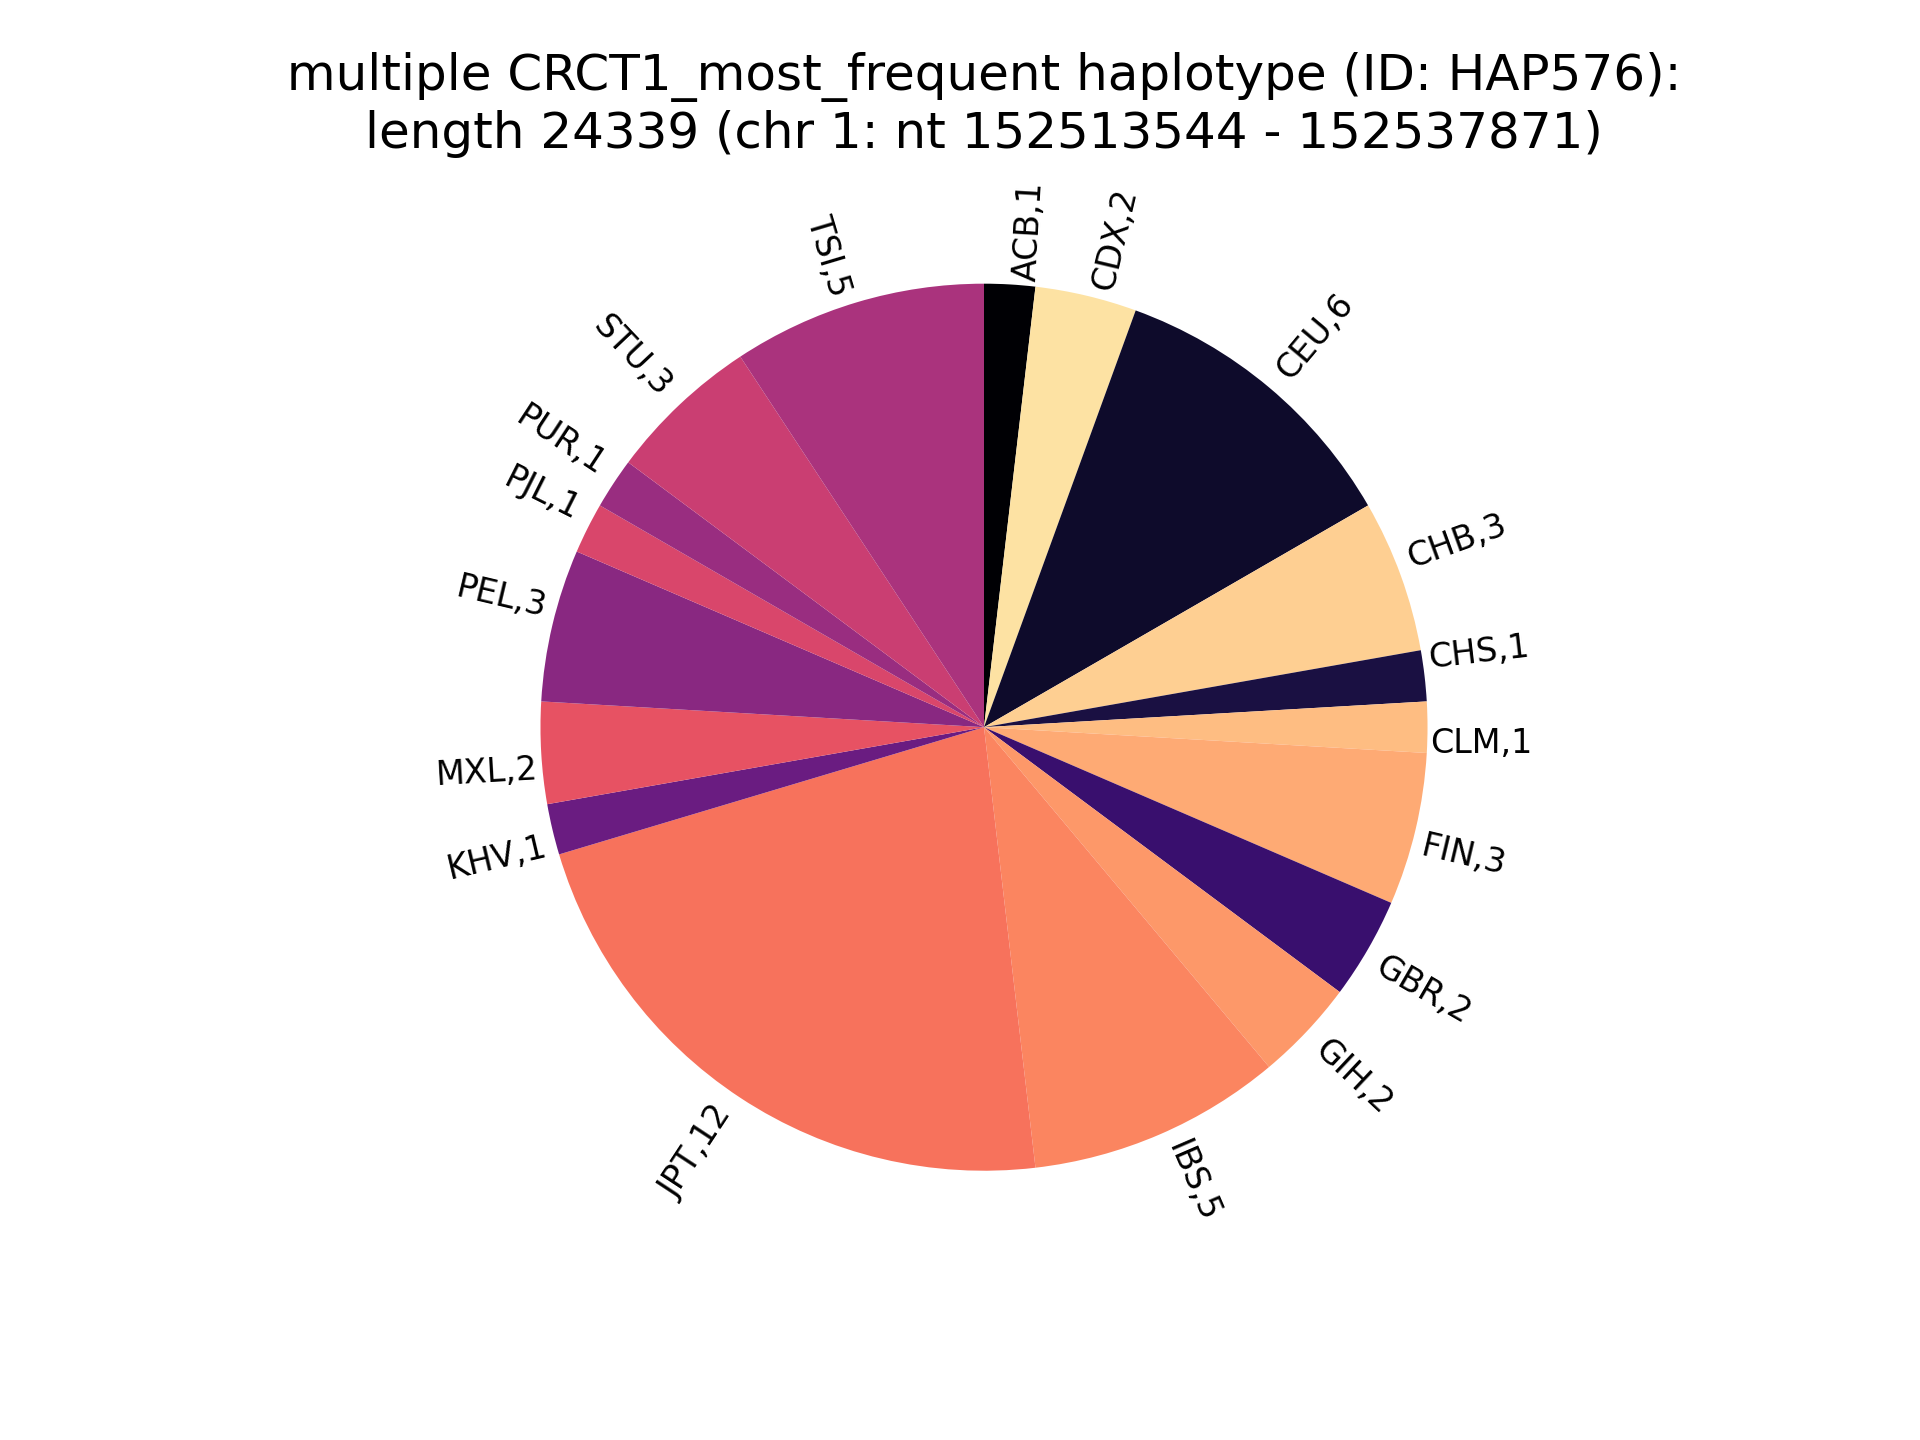 multiple CRCT1_most_frequent haplotype (ID: HAP576):
length 24339 (chr 1: nt 152513544 - 152537871)
ACB,1
CDX,2
CEU,6
CHB,3
CHS,1
CLM,1
FIN,3
GBR,2
GIH,2
IBS,5
JPT,12
KHV,1
MXL,2
PEL,3
PJL,1
PUR,1
STU,3
TSI,5